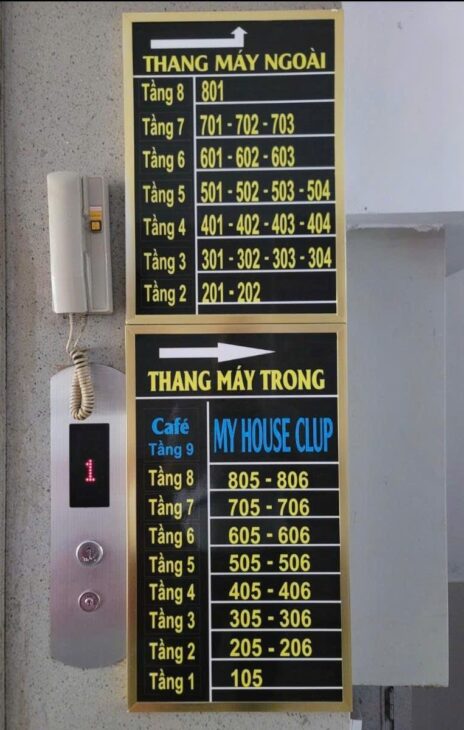 THANG MÁY NGOÀI
Tầng 8 801
Tầng 7 701 - 702 - 703
Tầng 6 601 - 602 - 603
Tầng 5 501 - 502 - 503 - 504
Tầng 4 401 - 402 - 403 - 404
Tầng 3 301 - 302 - 303 - 304
Tầng 2 201 - 202
THANG MÁY TRONG
Café
Tầng 9 MY HOUSE CLUP
Tầng 8 805 - 806
Tầng 7 705 - 706
Tầng 6 605 - 606
Tầng 5 505 - 506
Tầng 4 405 - 406
Tầng 3 305 - 306
Tầng 2 205 - 206
Tầng 1 105
1